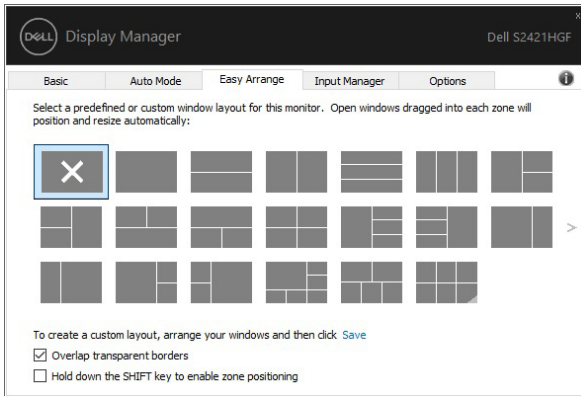 DELL Display Manager
Dell S2421HGF
x
Basic
Auto Mode
Easy Arrange
Input Manager
Options
i
Select a predefined or custom window layout for this monitor. Open windows dragged into each zone will
position and resize automatically:
>
To create a custom layout, arrange your windows and then click Save
Overlap transparent borders
Hold down the SHIFT key to enable zone positioning